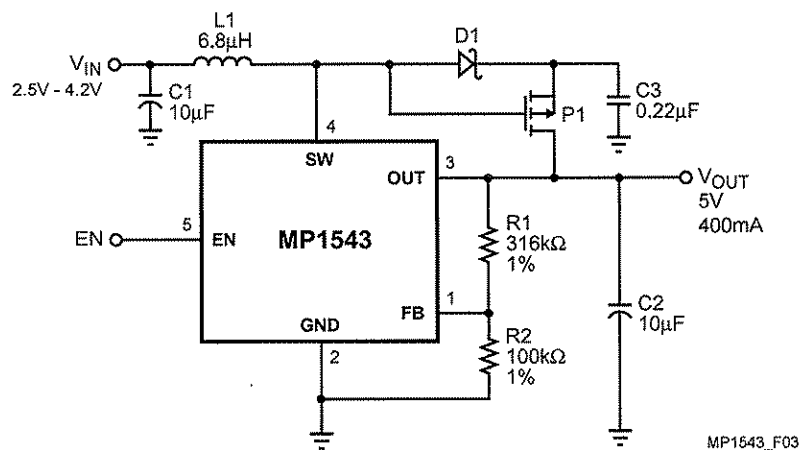 L1
6.8µH
D1
VIN
2.5V - 4.2V
C1
10µF
P1
C3
0.22µF
4
SW
OUT
3
VOUT
5V
400mA
EN
5
EN
MP1543
R1
316kΩ
1%
FB
1
C2
10µF
GND
2
R2
100kΩ
1%
MP1543_F03